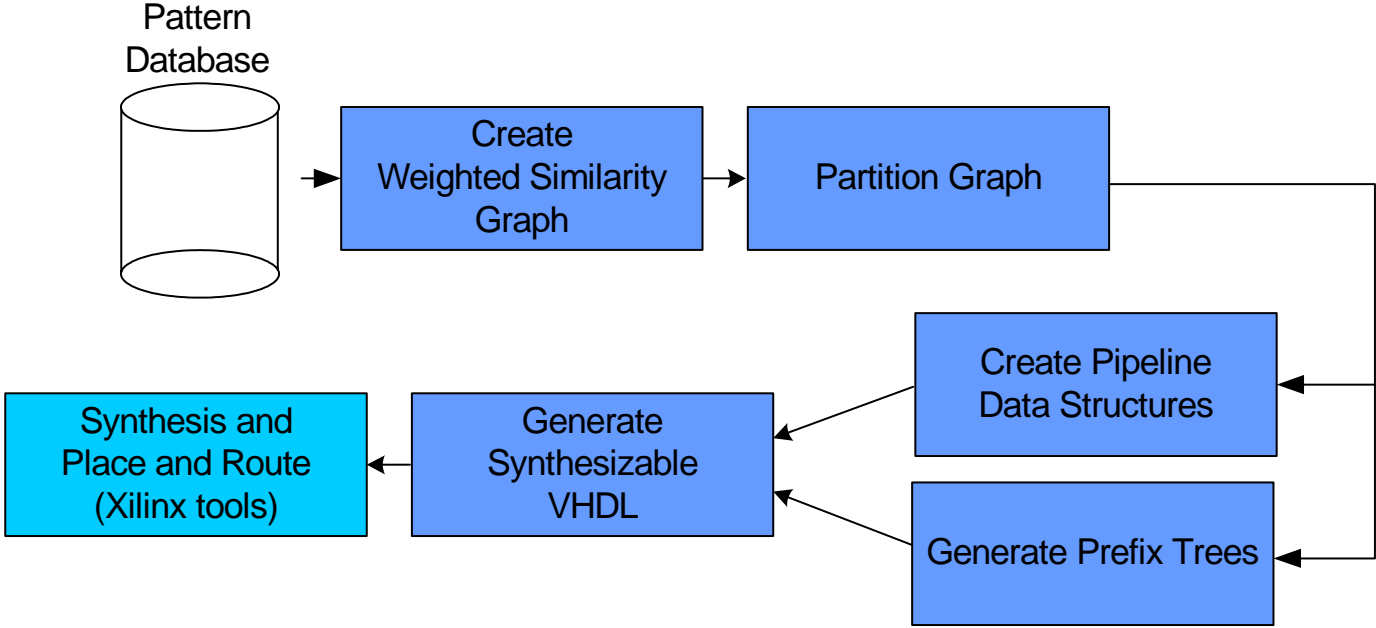 Pattern
Database
Create
Weighted Similarity
Graph
Partition Graph
Create Pipeline
Data Structures
Generate Prefix Trees
Generate
Synthesizable
VHDL
Synthesis and
Place and Route
(Xilinx tools)